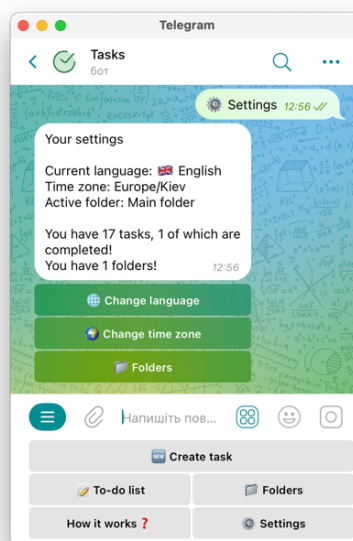 Telegram
Tasks
бот
⚙️ Settings 12:56
Your settings
Current language: 🇬🇧 English
Time zone: Europe/Kiev
Active folder: Main folder
You have 17 tasks, 1 of which are
completed!
You have 1 folders!
12:56
🌐 Change language
🌍 Change time zone
📁 Folders
Напишіть пов...
🆕 Create task
📝 To-do list
📁 Folders
How it works ❓
⚙️ Settings